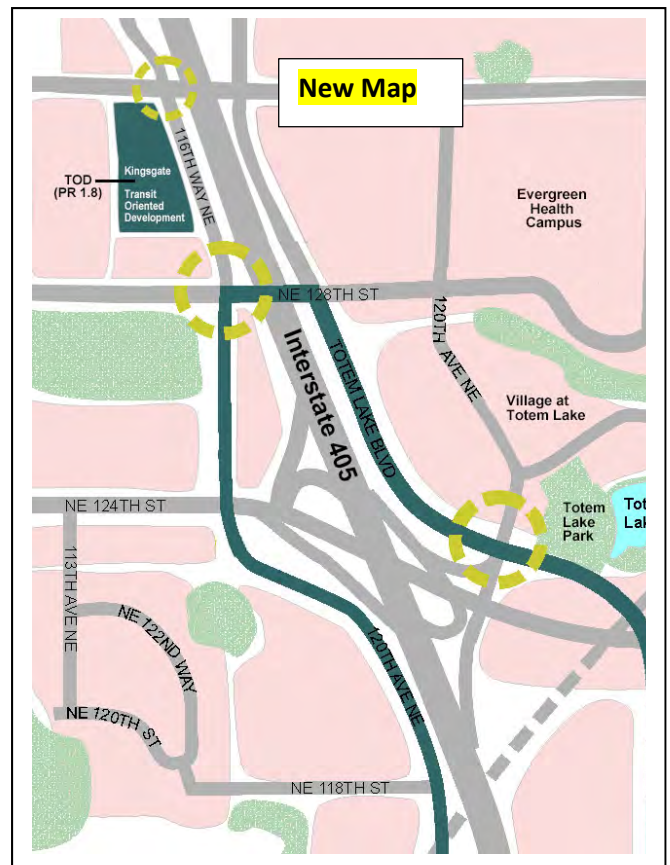 New Map
116TH WAY NE
TOD
(PR 1.8)
Kingsgate
Transit
Oriented
Development
Evergreen
Health
Campus
NE 128TH ST
120TH AVE NE
TOTEM LAKE BLVD
Interstate 405
Village at
Totem Lake
NE 124TH ST
Totem
Lake
Park
Tot
Lak
113TH AVE NE
NE 122ND WAY
120TH AVE NE
NE 120TH ST
NE 118TH ST